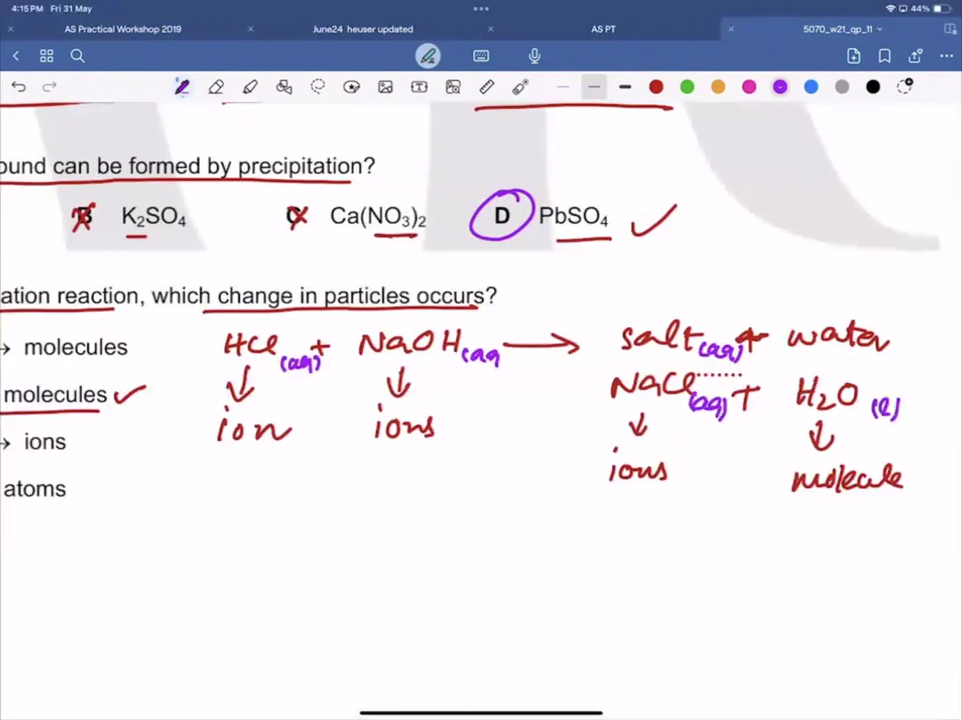 4:15 PM Fri 31 May 44%
AS Practical Workshop 2019 June24 heuser updated AS PT 5070_w21_qp_11
ound can be formed by precipitation?
B K2SO4 C Ca(NO3)2 D PbSO4
ation reaction, which change in particles occurs?
→ molecules
molecules
→ ions
atoms
HCl(aq) + NaOH(aq → salt(aq) + water
NaCl(aq) + H2O (l)
ion ions
ions molecule